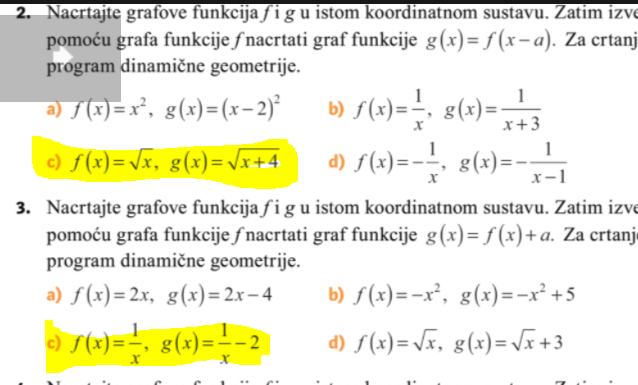 2. Nacrtajte grafove funkcija f i g u istom koordinatnom sustavu. Zatim izve
pomoću grafa funkcije f nacrtati graf funkcije g(x) = f(x−a). Za crtanj
program dinamične geometrije.
a) f(x) = x², g(x) = (x−2)² b) f(x) = 1/x, g(x) = 1/(x+3)
c) f(x) = √x, g(x) = √(x+4) d) f(x) = −1/x, g(x) = −1/(x−1)
3. Nacrtajte grafove funkcija f i g u istom koordinatnom sustavu. Zatim izve
pomoću grafa funkcije f nacrtati graf funkcije g(x) = f(x)+a. Za crtanj
program dinamične geometrije.
a) f(x) = 2x, g(x) = 2x−4 b) f(x) = −x², g(x) = −x²+5
c) f(x) = 1/x, g(x) = 1/x−2 d) f(x) = √x, g(x) = √x+3